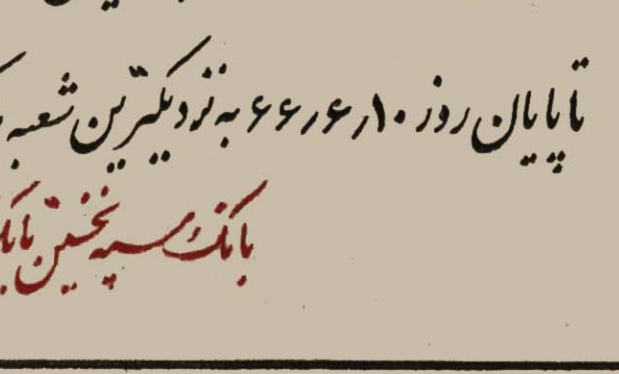 تا پایان روز ۶۶٫۶٫۱۰ به نزدیکترین شعبه
بانک سپه نخستین بانک